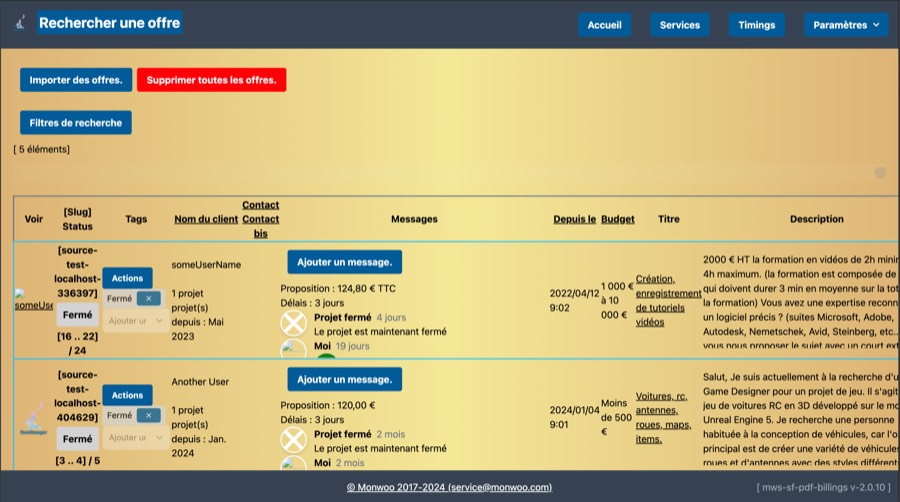 Rechercher une offre
Accueil Services Timings Paramètres
Importer des offres. Supprimer toutes les offres.
Filtres de recherche
[ 5 éléments]
Voir
[Slug]
Status
Tags
Nom du client
Contact
Contact
bis
Messages
Depuis le
Budget
Titre
Description
someUse
[source-
test-
localhost-
336397]
Fermé
[16 .. 22]
/ 24
Actions
Fermé ×
Ajouter ur
someUserName
1 projet
projet(s)
depuis : Mai
2023
Ajouter un message.
Proposition : 124,80 € TTC
Délais : 3 jours
Projet fermé 4 jours
Le projet est maintenant fermé
Moi 19 jours
2022/04/12
9:02
1 000 €
à 10
000 €
Création,
enregistrement
de tutoriels
vidéos
2000 € HT la formation en vidéos de 2h minir
4h maximum. (la formation est composée de
qui doivent durer 3 min en moyenne sur la tot
la formation) Vous avez une expertise reconn
un logiciel précis ? (suites Microsoft, Adobe,
Autodesk, Nemetschek, Avid, Steinberg, etc..
vous nous proposer le sujet avec un court ext
[source-
test-
localhost-
404629]
Fermé
[3 .. 4] / 5
Actions
Fermé ×
Ajouter ur
Another User
1 projet
projet(s)
depuis : Jan.
2024
Ajouter un message.
Proposition : 120,00 €
Délais : 3 jours
Projet fermé 2 mois
Le projet est maintenant fermé
Moi 2 mois
2024/01/04
9:01
Moins
de 500
€
Voitures, rc,
antennes,
roues, maps,
items.
Salut, Je suis actuellement à la recherche d'u
Game Designer pour un projet de jeu. Il s'agit
jeu de voitures RC en 3D développé sur le mo
Unreal Engine 5. Je recherche une personne
habituée à la conception de véhicules, car l'o
principal est de créer une variété de véhicules
roues et d'antennes avec des styles différent
© Monwoo 2017-2024 (service@monwoo.com)
[ mws-sf-pdf-billings v-2.0.10 ]